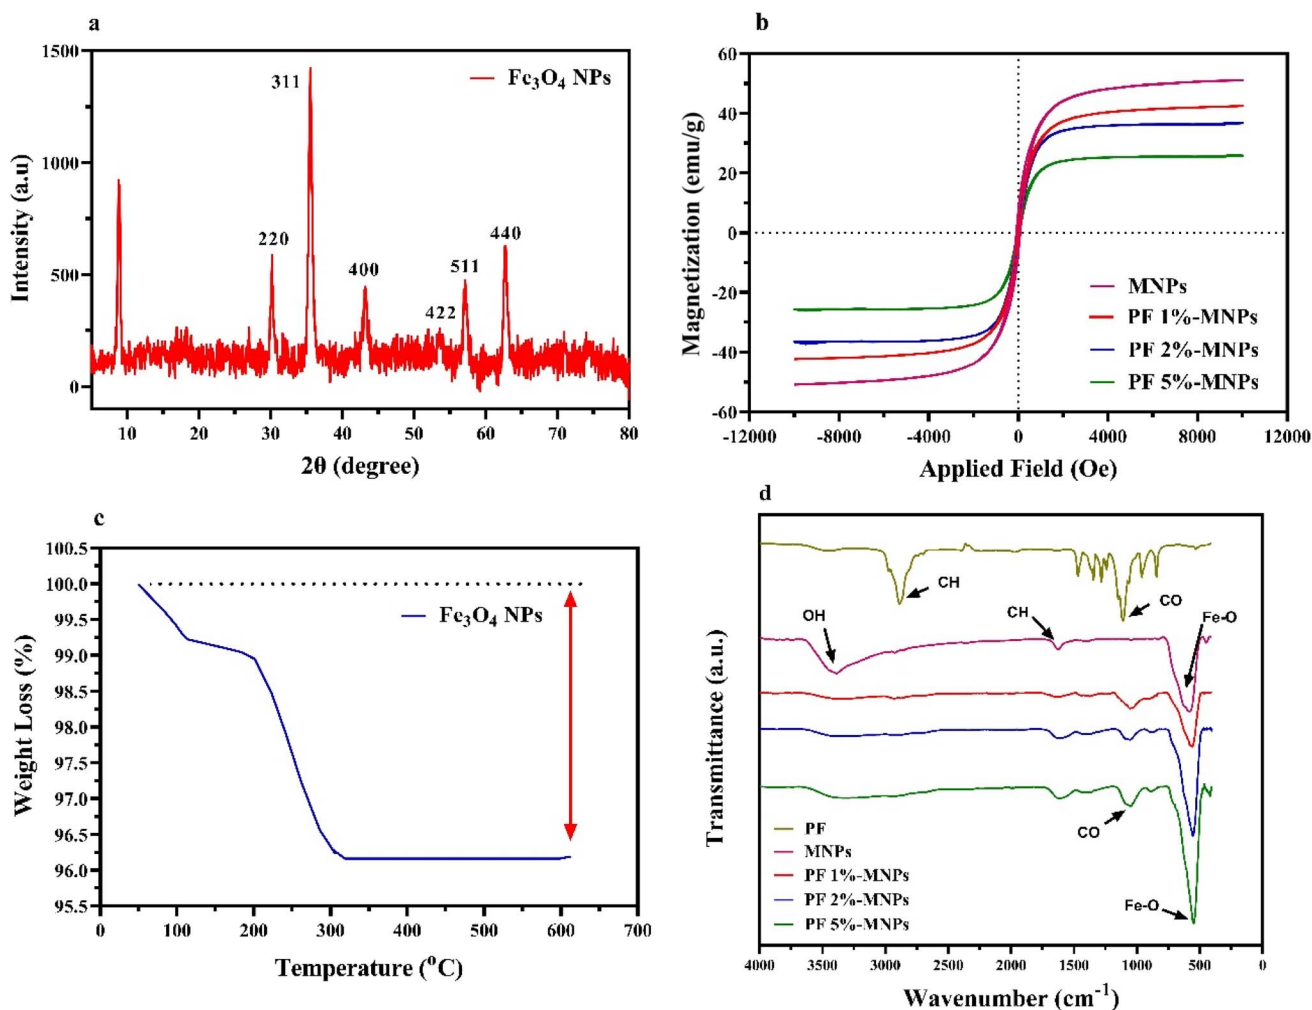 a
1500
1000
500
0
Intensity (a.u)
311
220
400
422
511
440
Fe₃O₄ NPs
10 30 40 50 60 70 80
2θ (degree)
b
60
40
20
0
-20
-40
-60
Magnetization (emu/g)
MNPs
PF 1%-MNPs
PF 2%-MNPs
PF 5%-MNPs
-12000 -8000 -4000 0 4000 8000 12000
Applied Field (Oe)
c
100.5
100.0
99.5
99.0
98.5
98.0
97.5
97.0
96.5
96.0
95.5
Weight Loss (%)
Fe₃O₄ NPs
0 100 200 300 400 500 600 700
Temperature (°C)
d
Transmittance (a.u.)
CH
CO
OH
CH
Fe-O
CO
Fe-O
PF
MNPs
PF 1%-MNPs
PF 2%-MNPs
PF 5%-MNPs
4000 3500 3000 2500 2000 1500 1000 500 0
Wavenumber (cm⁻¹)